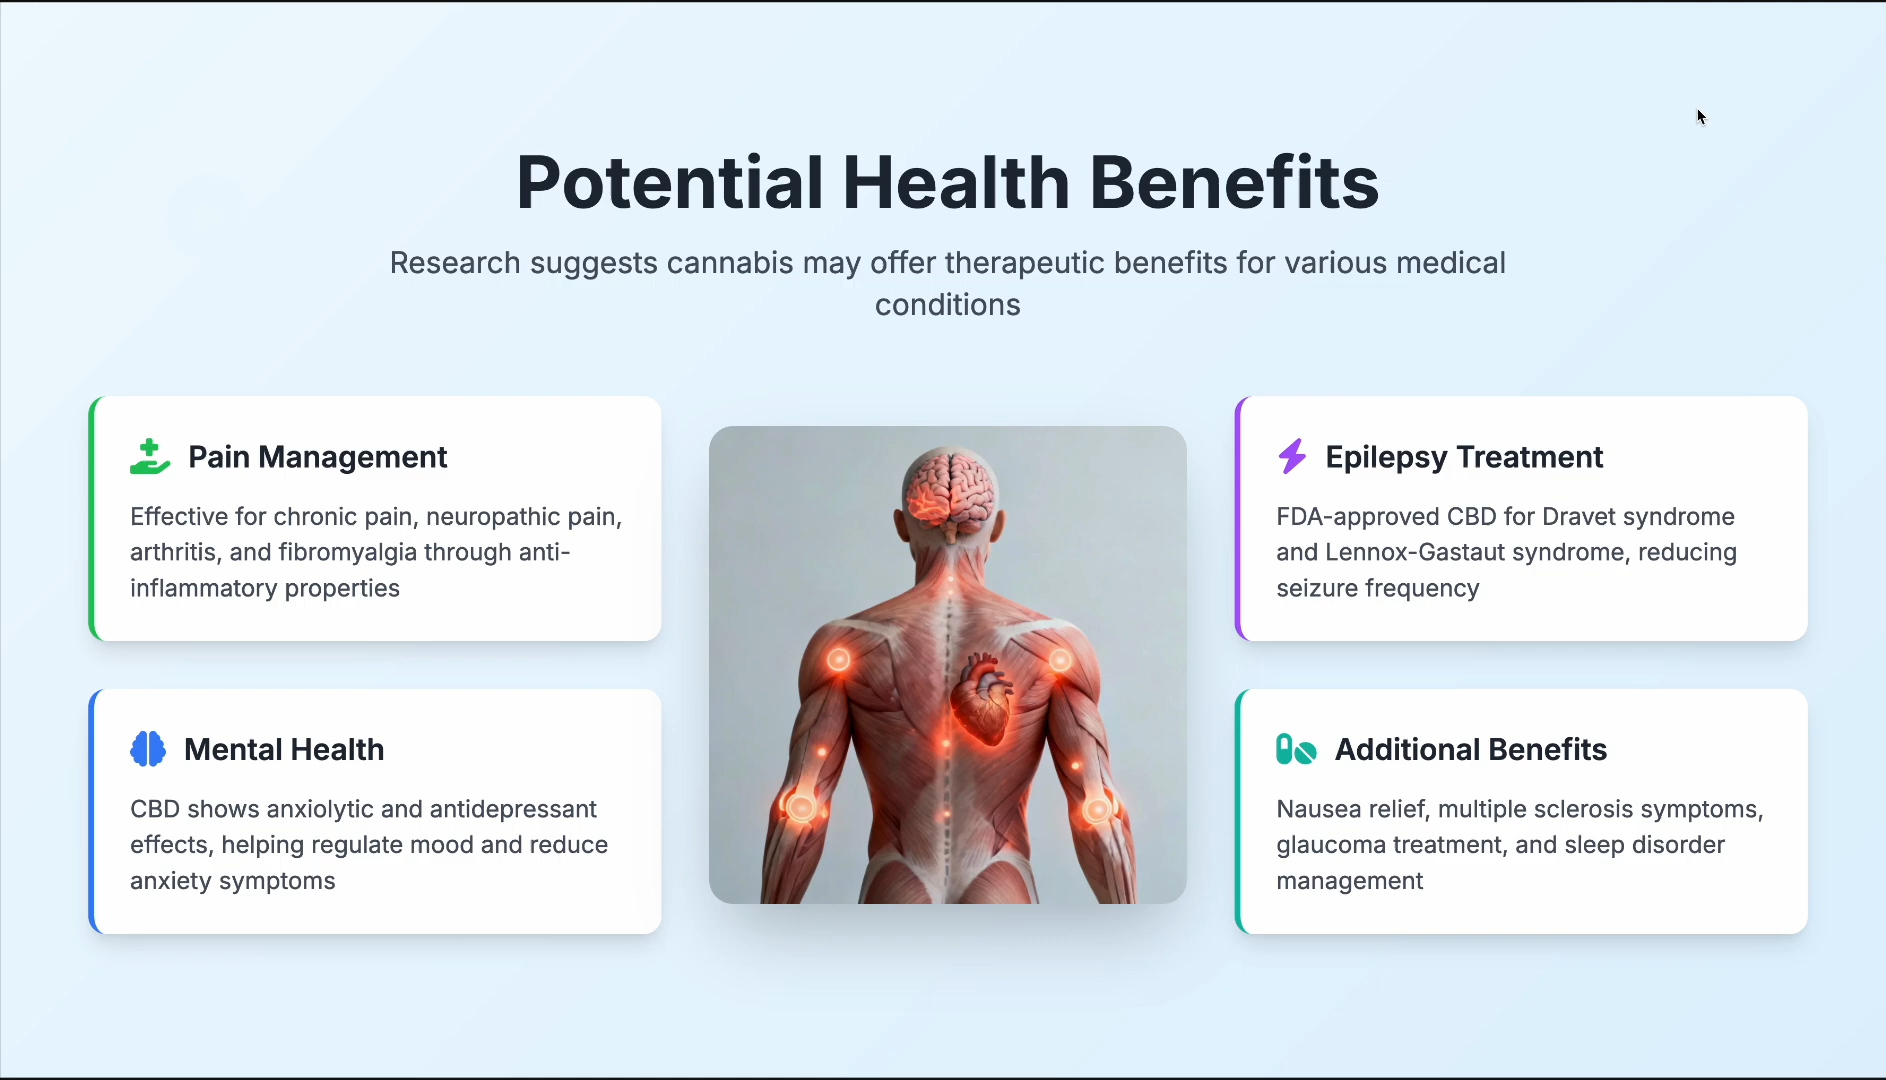 Potential Health Benefits
Research suggests cannabis may offer therapeutic benefits for various medical
conditions
Pain Management
Effective for chronic pain, neuropathic pain,
arthritis, and fibromyalgia through anti-
inflammatory properties
Mental Health
CBD shows anxiolytic and antidepressant
effects, helping regulate mood and reduce
anxiety symptoms
Epilepsy Treatment
FDA-approved CBD for Dravet syndrome
and Lennox-Gastaut syndrome, reducing
seizure frequency
Additional Benefits
Nausea relief, multiple sclerosis symptoms,
glaucoma treatment, and sleep disorder
management